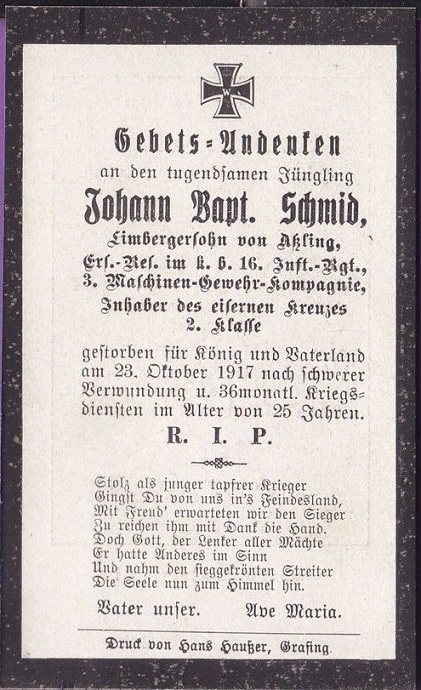 W
Gebets-Andenken
an den tugendsamen Jüngling
Johann Bapt. Schmid,
Limbergersohn von Aßling,
Ers.-Res. im k. b. 16. Inft.-Rgt.,
3. Maschinen-Gewehr-Kompagnie,
Inhaber des eisernen Kreuzes
2. Klasse
gestorben für König und Vaterland
am 23. Oktober 1917 nach schwerer
Verwundung u. 36monatl. Kriegs-
diensten im Alter von 25 Jahren.
R. I. P.
Stolz als junger tapfrer Krieger
Gingst Du von uns in's Feindesland,
Mit Freud' erwarteten wir den Sieger
Zu reichen ihm mit Dank die Hand.
Doch Gott, der Lenker aller Mächte
Er hatte Anderes im Sinn
Und nahm den sieggekrönten Streiter
Die Seele nun zum Himmel hin.
Vater unser. Ave Maria.
Druck von Hans Haußer, Grafing.